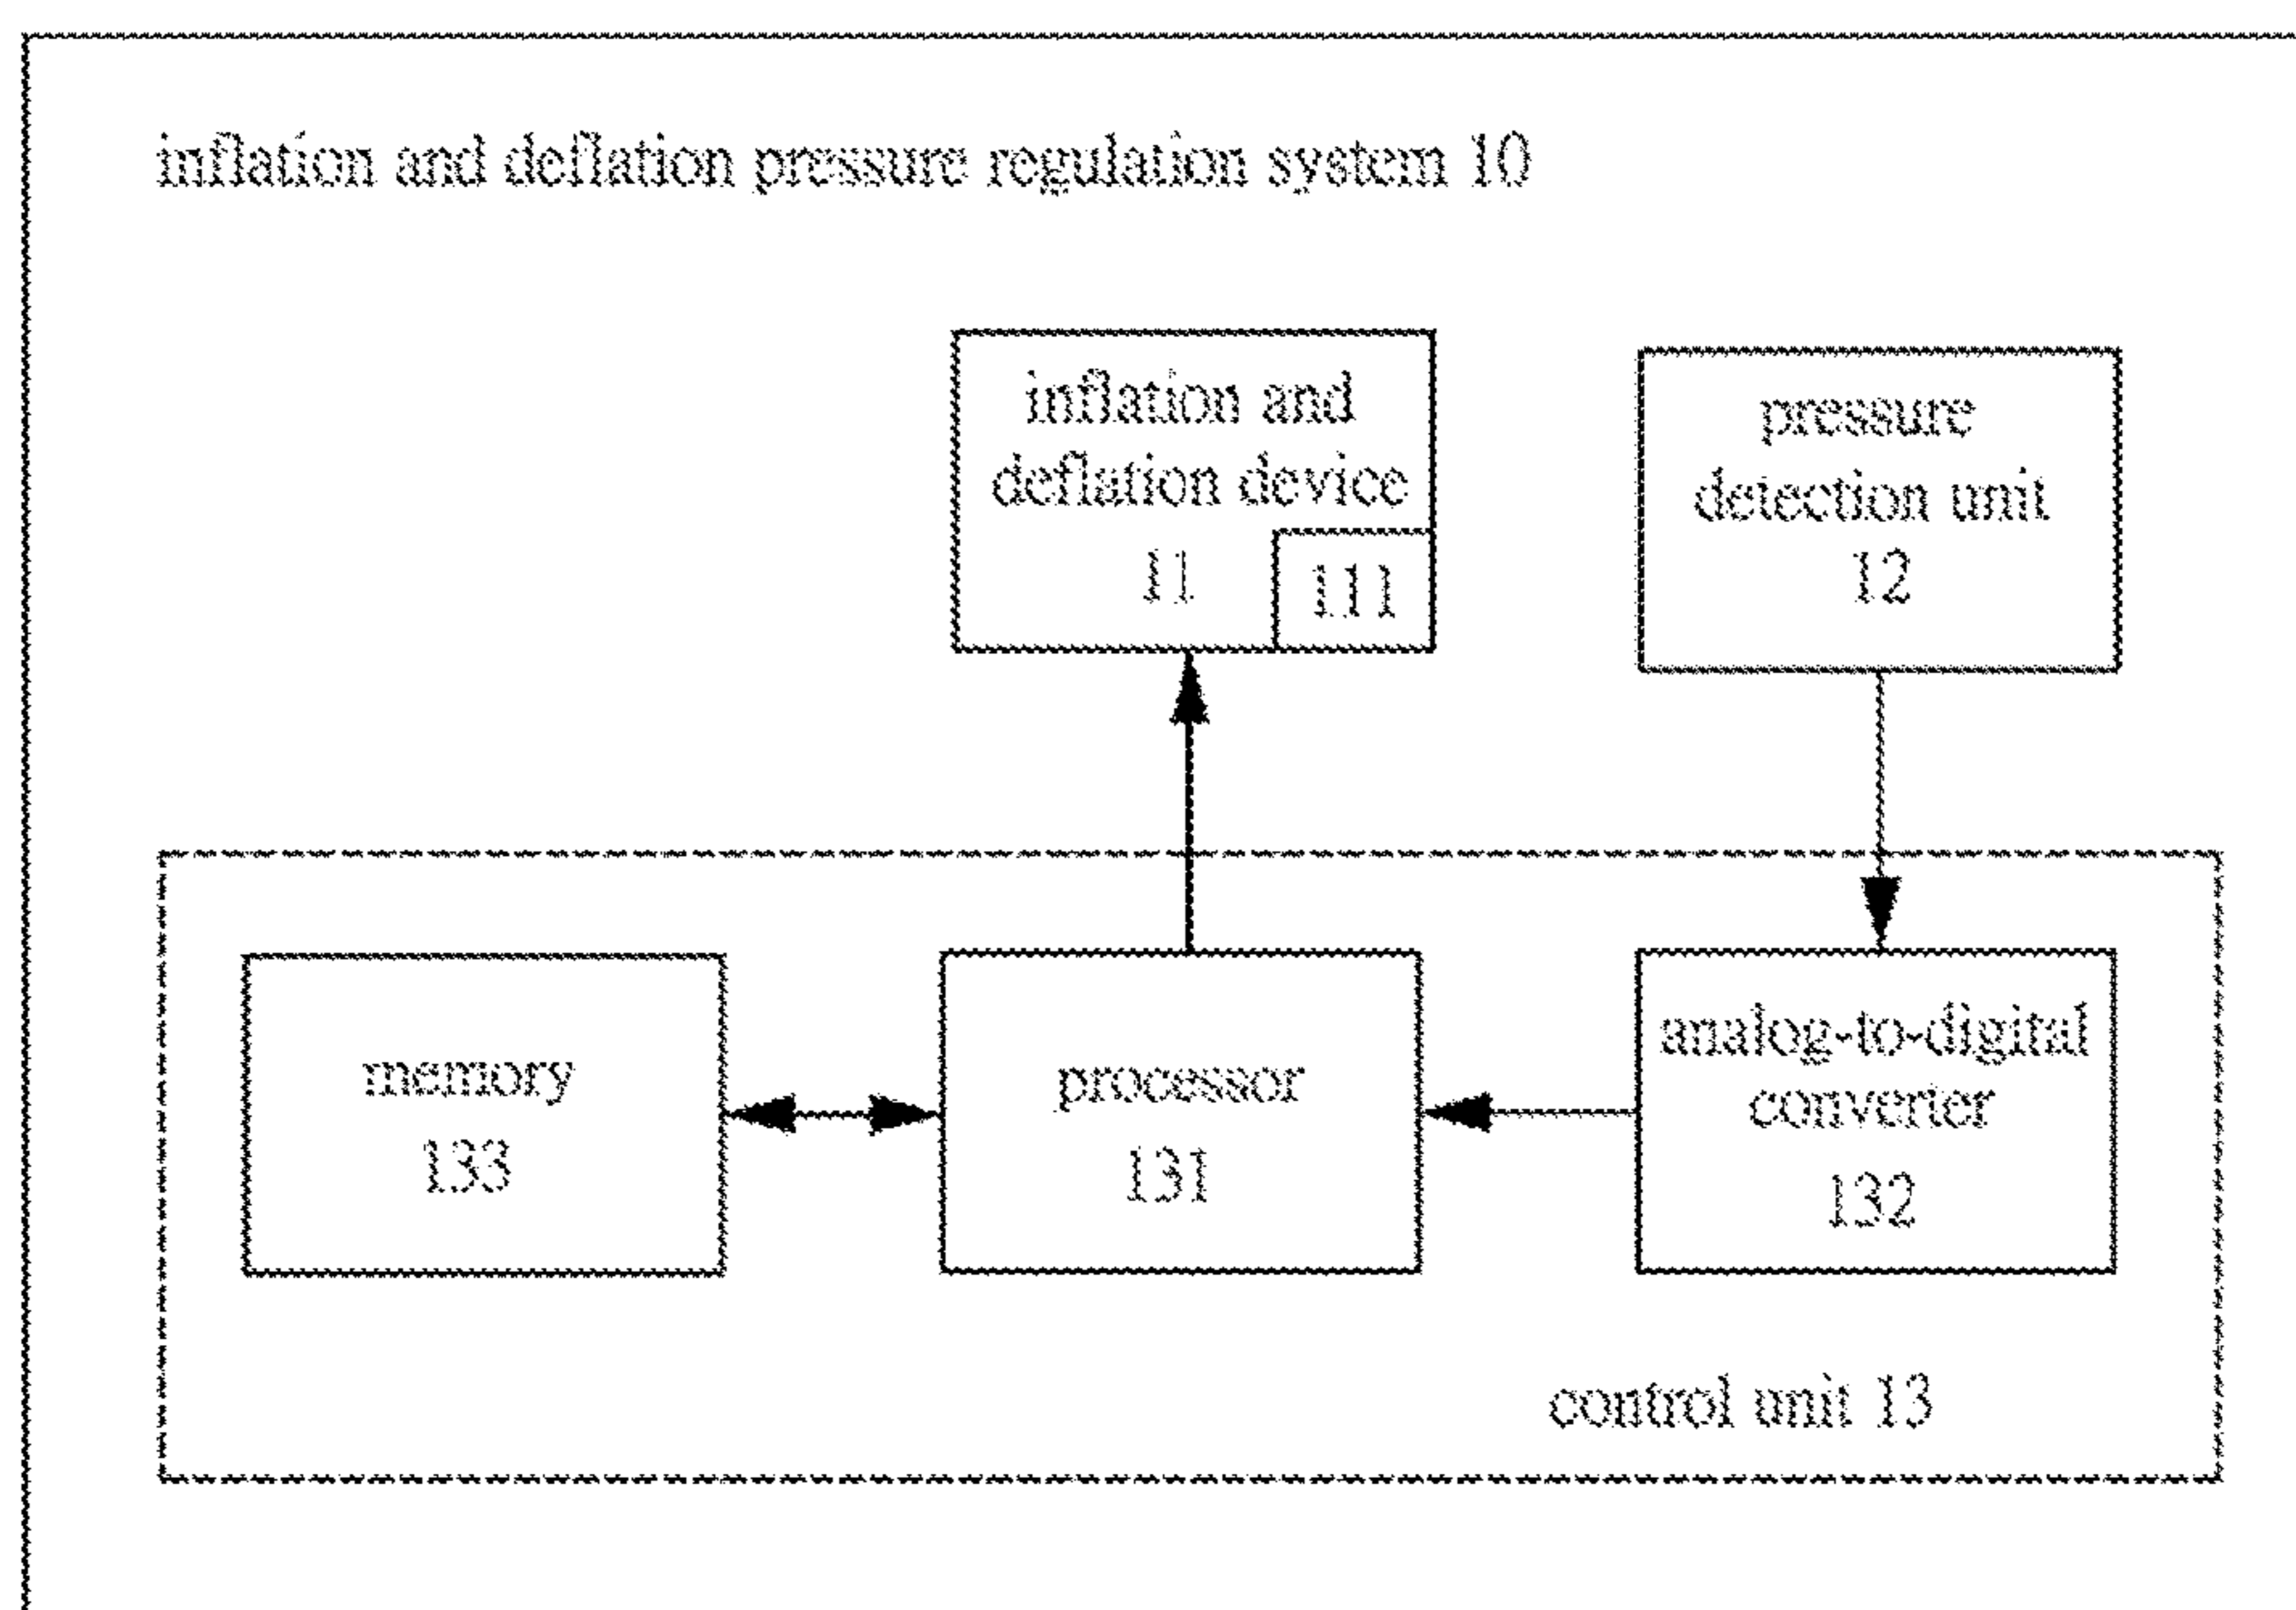 inflation and deflation pressure regulation system 10
inflation and
deflation device
11
111
pressure
detection unit
12
memory
133
processor
131
analog-to-digital
converter
132
control unit 13